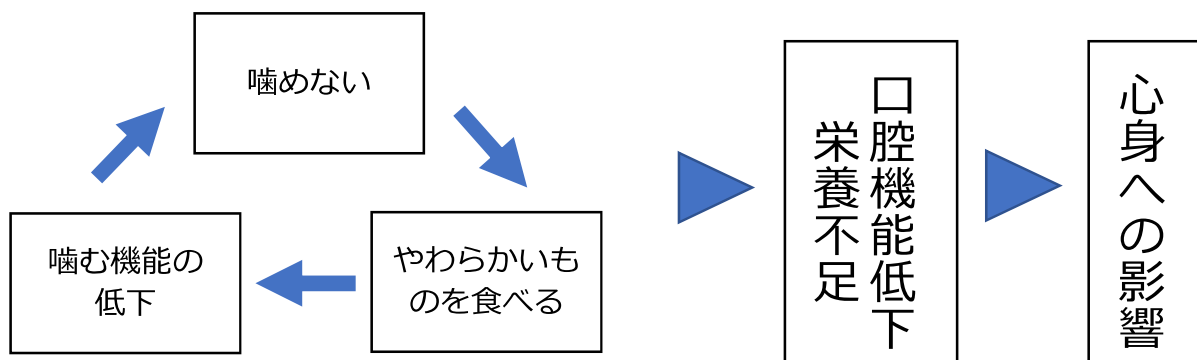 噛めない
やわらかいも
のを食べる
噛む機能の
低下
口腔機能低下
栄養不足
心身への影響